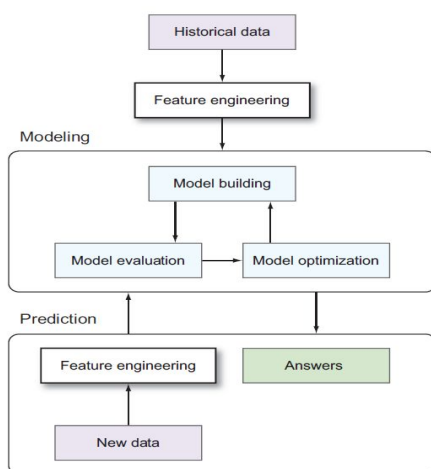 Historical data
Feature engineering
Modeling
Model building
Model evaluation
Model optimization
Prediction
Feature engineering
Answers
New data